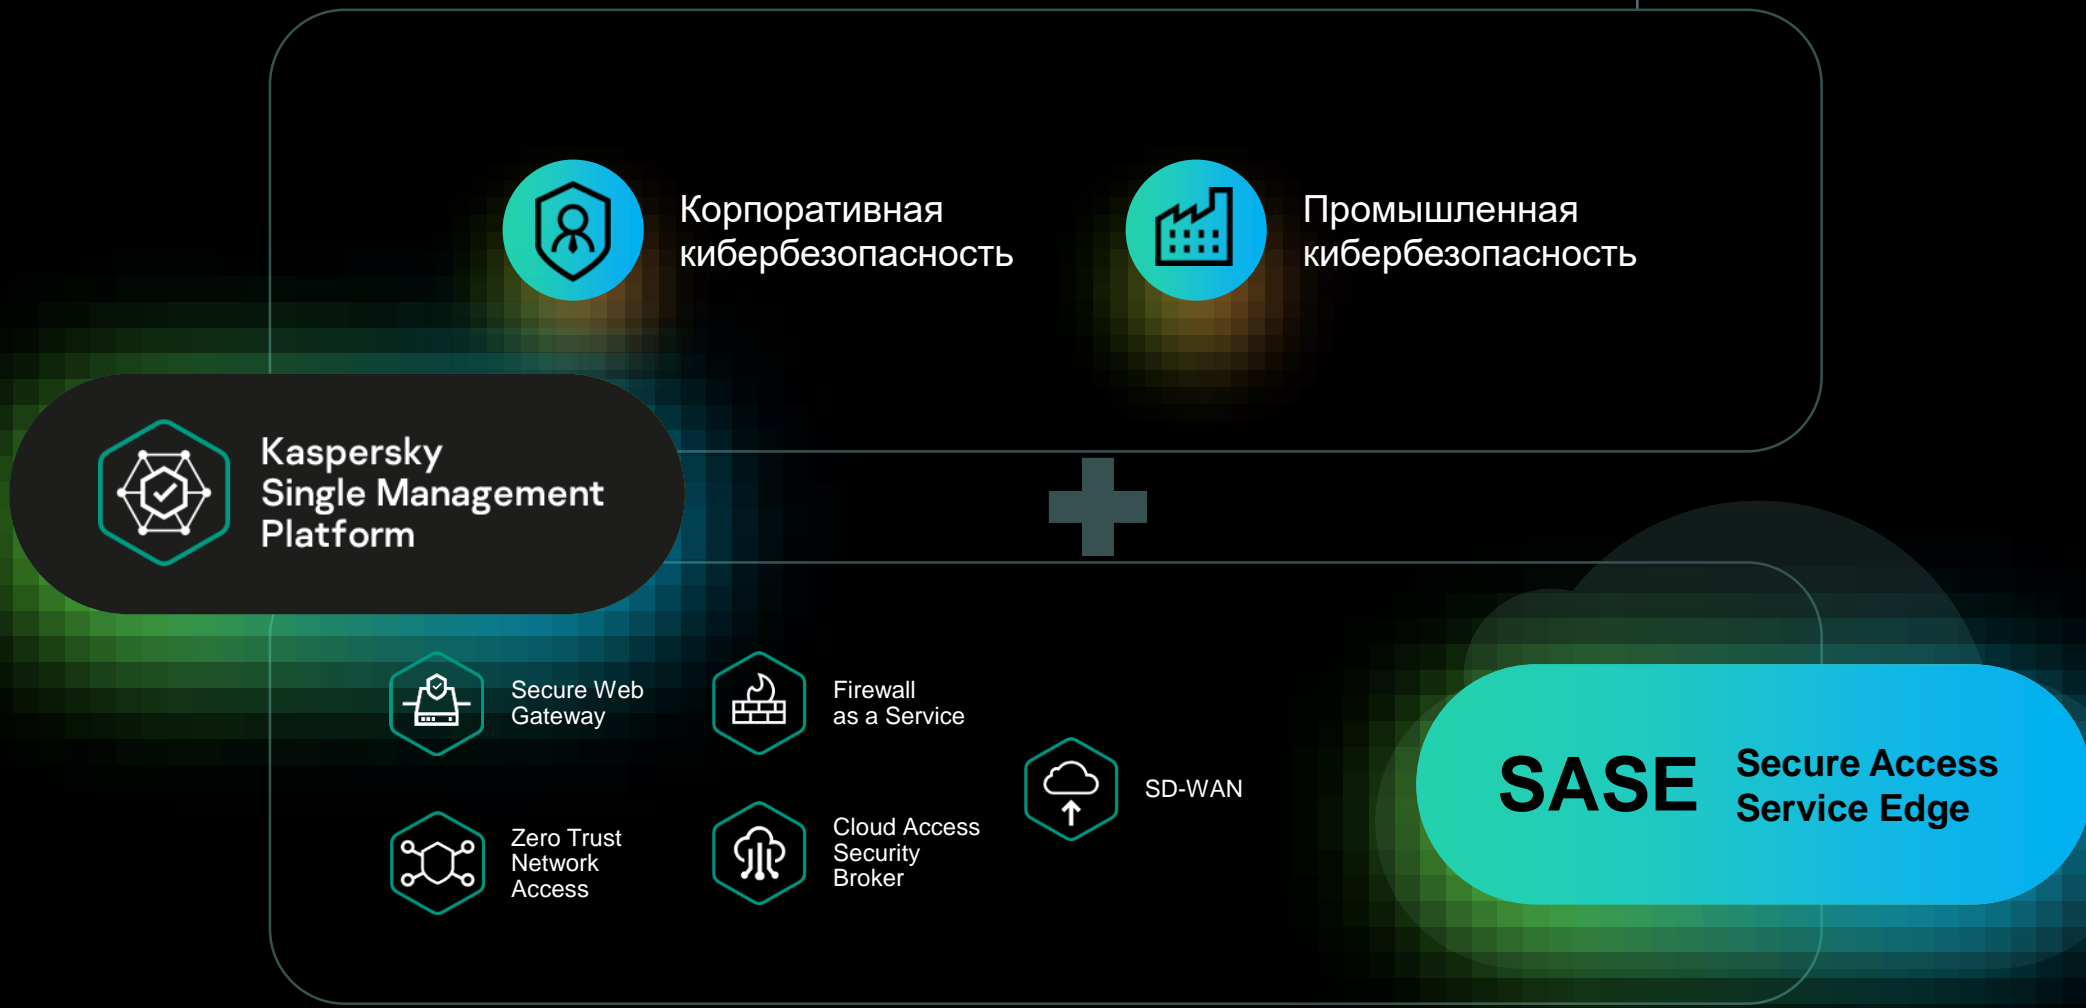 Корпоративная
кибербезопасность
Промышленная
кибербезопасность
Kaspersky
Single Management
Platform
Secure Web
Gateway
Firewall
as a Service
Zero Trust
Network
Access
Cloud Access
Security
Broker
SD-WAN
SASE
Secure Access
Service Edge